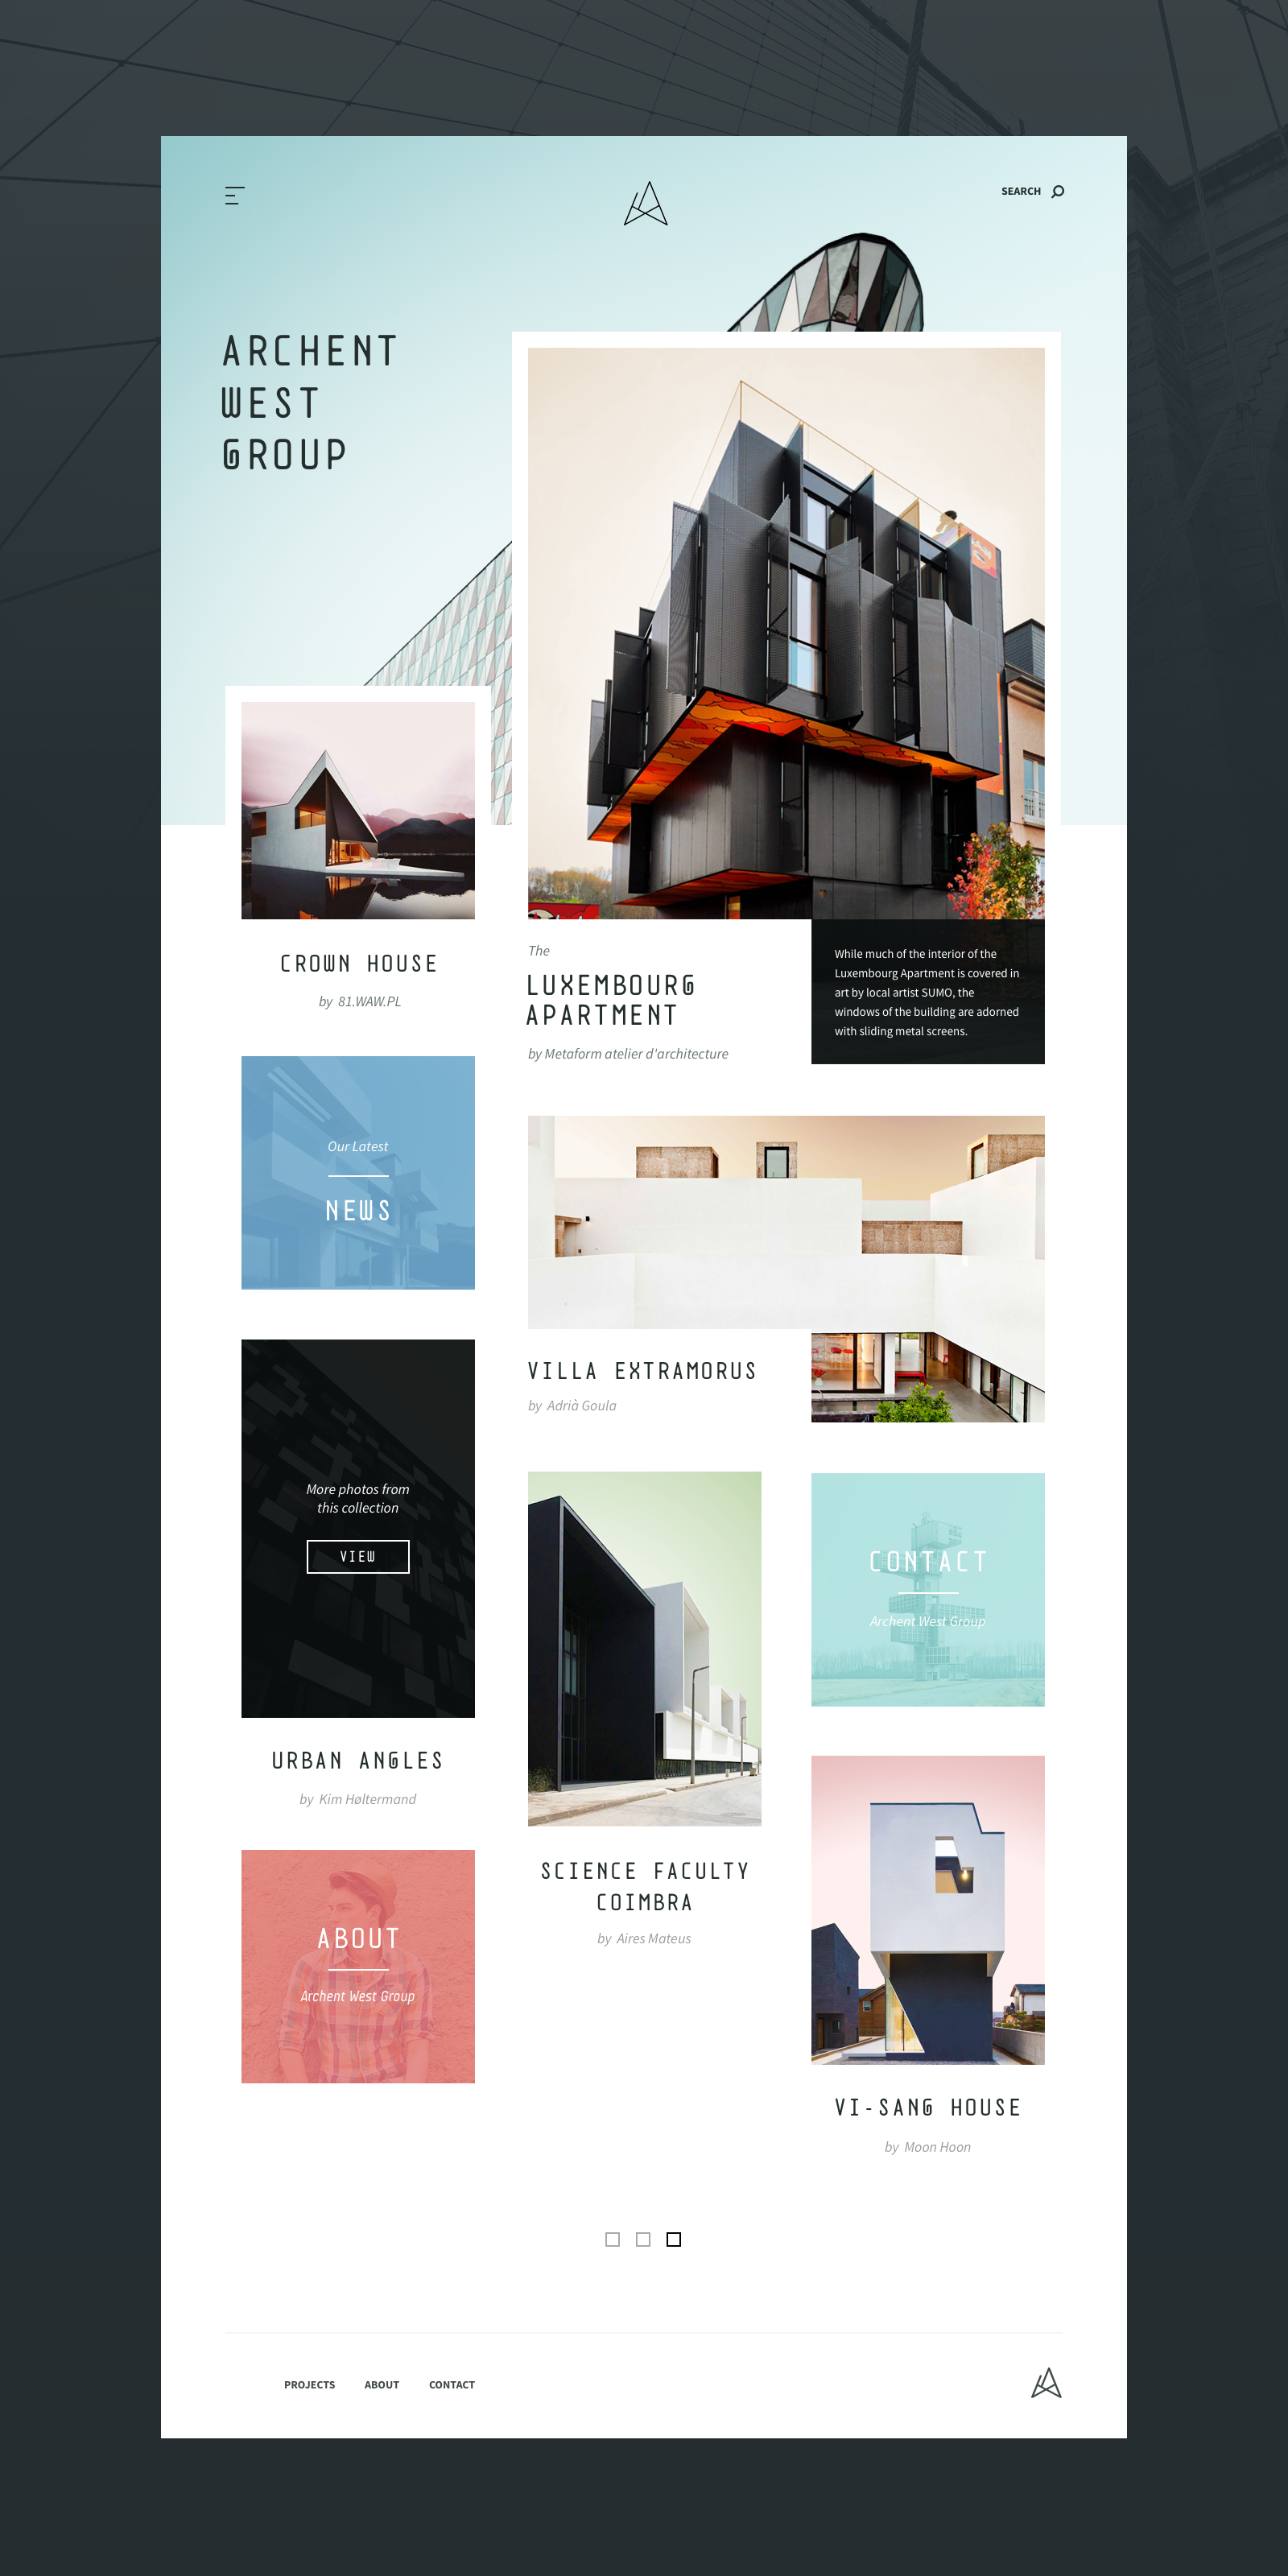 SEARCH
ARCHENT
WEST
GROUP
CROWN HOUSE
by 81.WAW.PL
The
LUXEMBOURG
APARTMENT
by Metaform atelier d'architecture
While much of the interior of the
Luxembourg Apartment is covered in
art by local artist SUMO, the
windows of the building are adorned
with sliding metal screens.
Our Latest
NEWS
VILLA EXTRAMORUS
by Adrià Goula
More photos from
this collection
VIEW
URBAN ANGLES
by Kim Høltermand
CONTACT
Archent West Group
SCIENCE FACULTY
COIMBRA
by Aires Mateus
ABOUT
Archent West Group
VI-SANG HOUSE
by Moon Hoon
PROJECTS ABOUT CONTACT